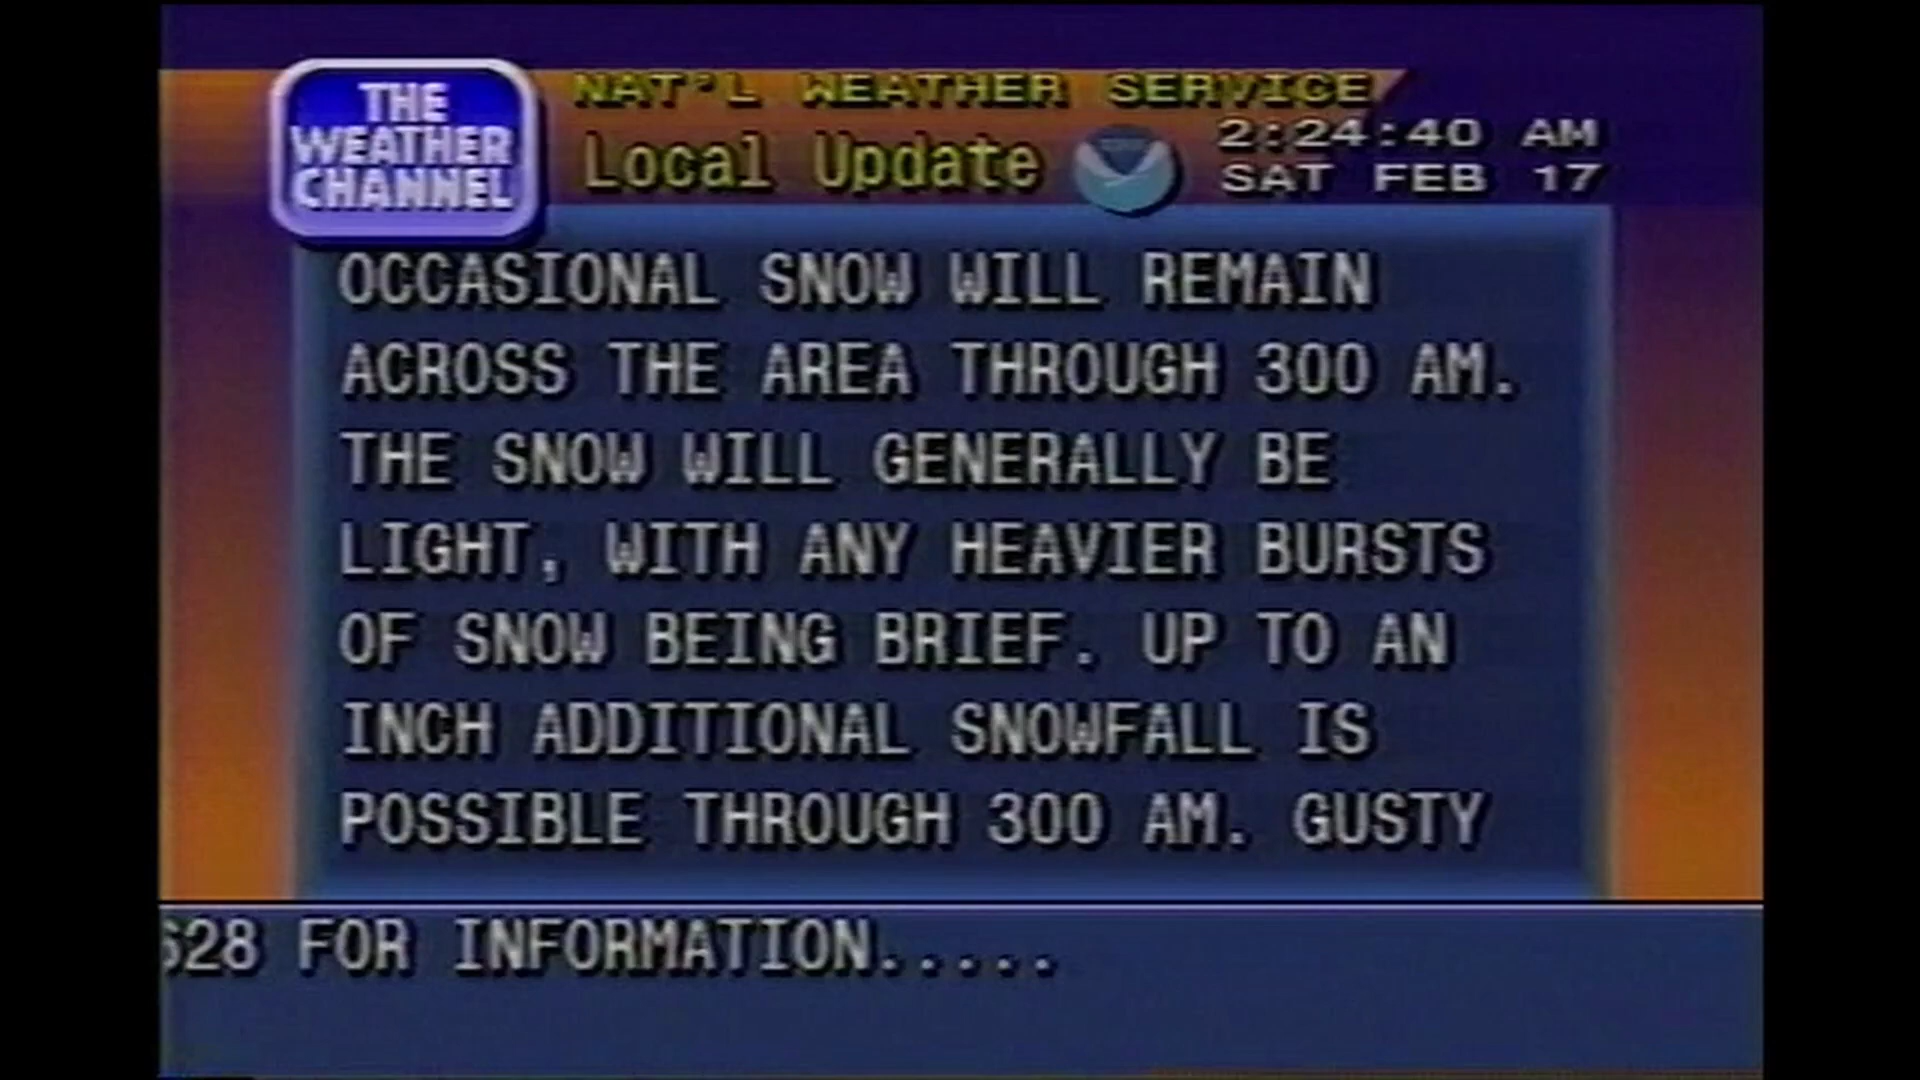 THE
WEATHER
CHANNEL
NAT'L WEATHER SERVICE
Local Update
2:24:40 AM
SAT FEB 17
OCCASIONAL SNOW WILL REMAIN
ACROSS THE AREA THROUGH 300 AM.
THE SNOW WILL GENERALLY BE
LIGHT, WITH ANY HEAVIER BURSTS
OF SNOW BEING BRIEF. UP TO AN
INCH ADDITIONAL SNOWFALL IS
POSSIBLE THROUGH 300 AM. GUSTY
628 FOR INFORMATION.....